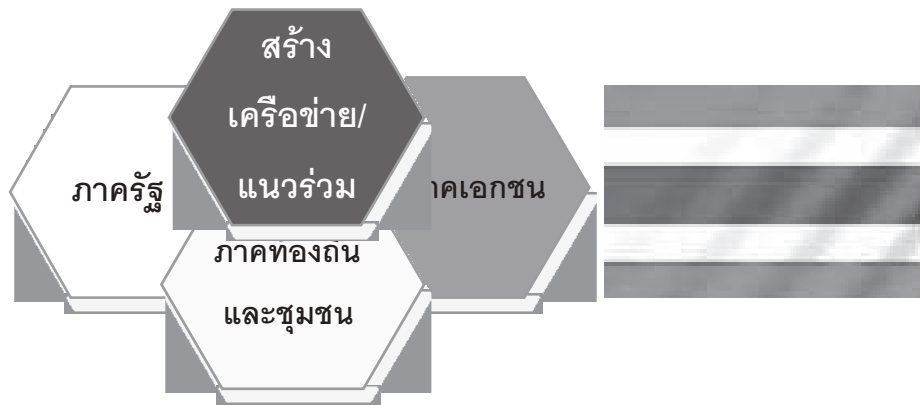 สร้าง
เครือข่าย/
แนวร่วม
ภาครัฐ
ภาคเอกชน
ภาคท้องถิ่น
และชุมชน